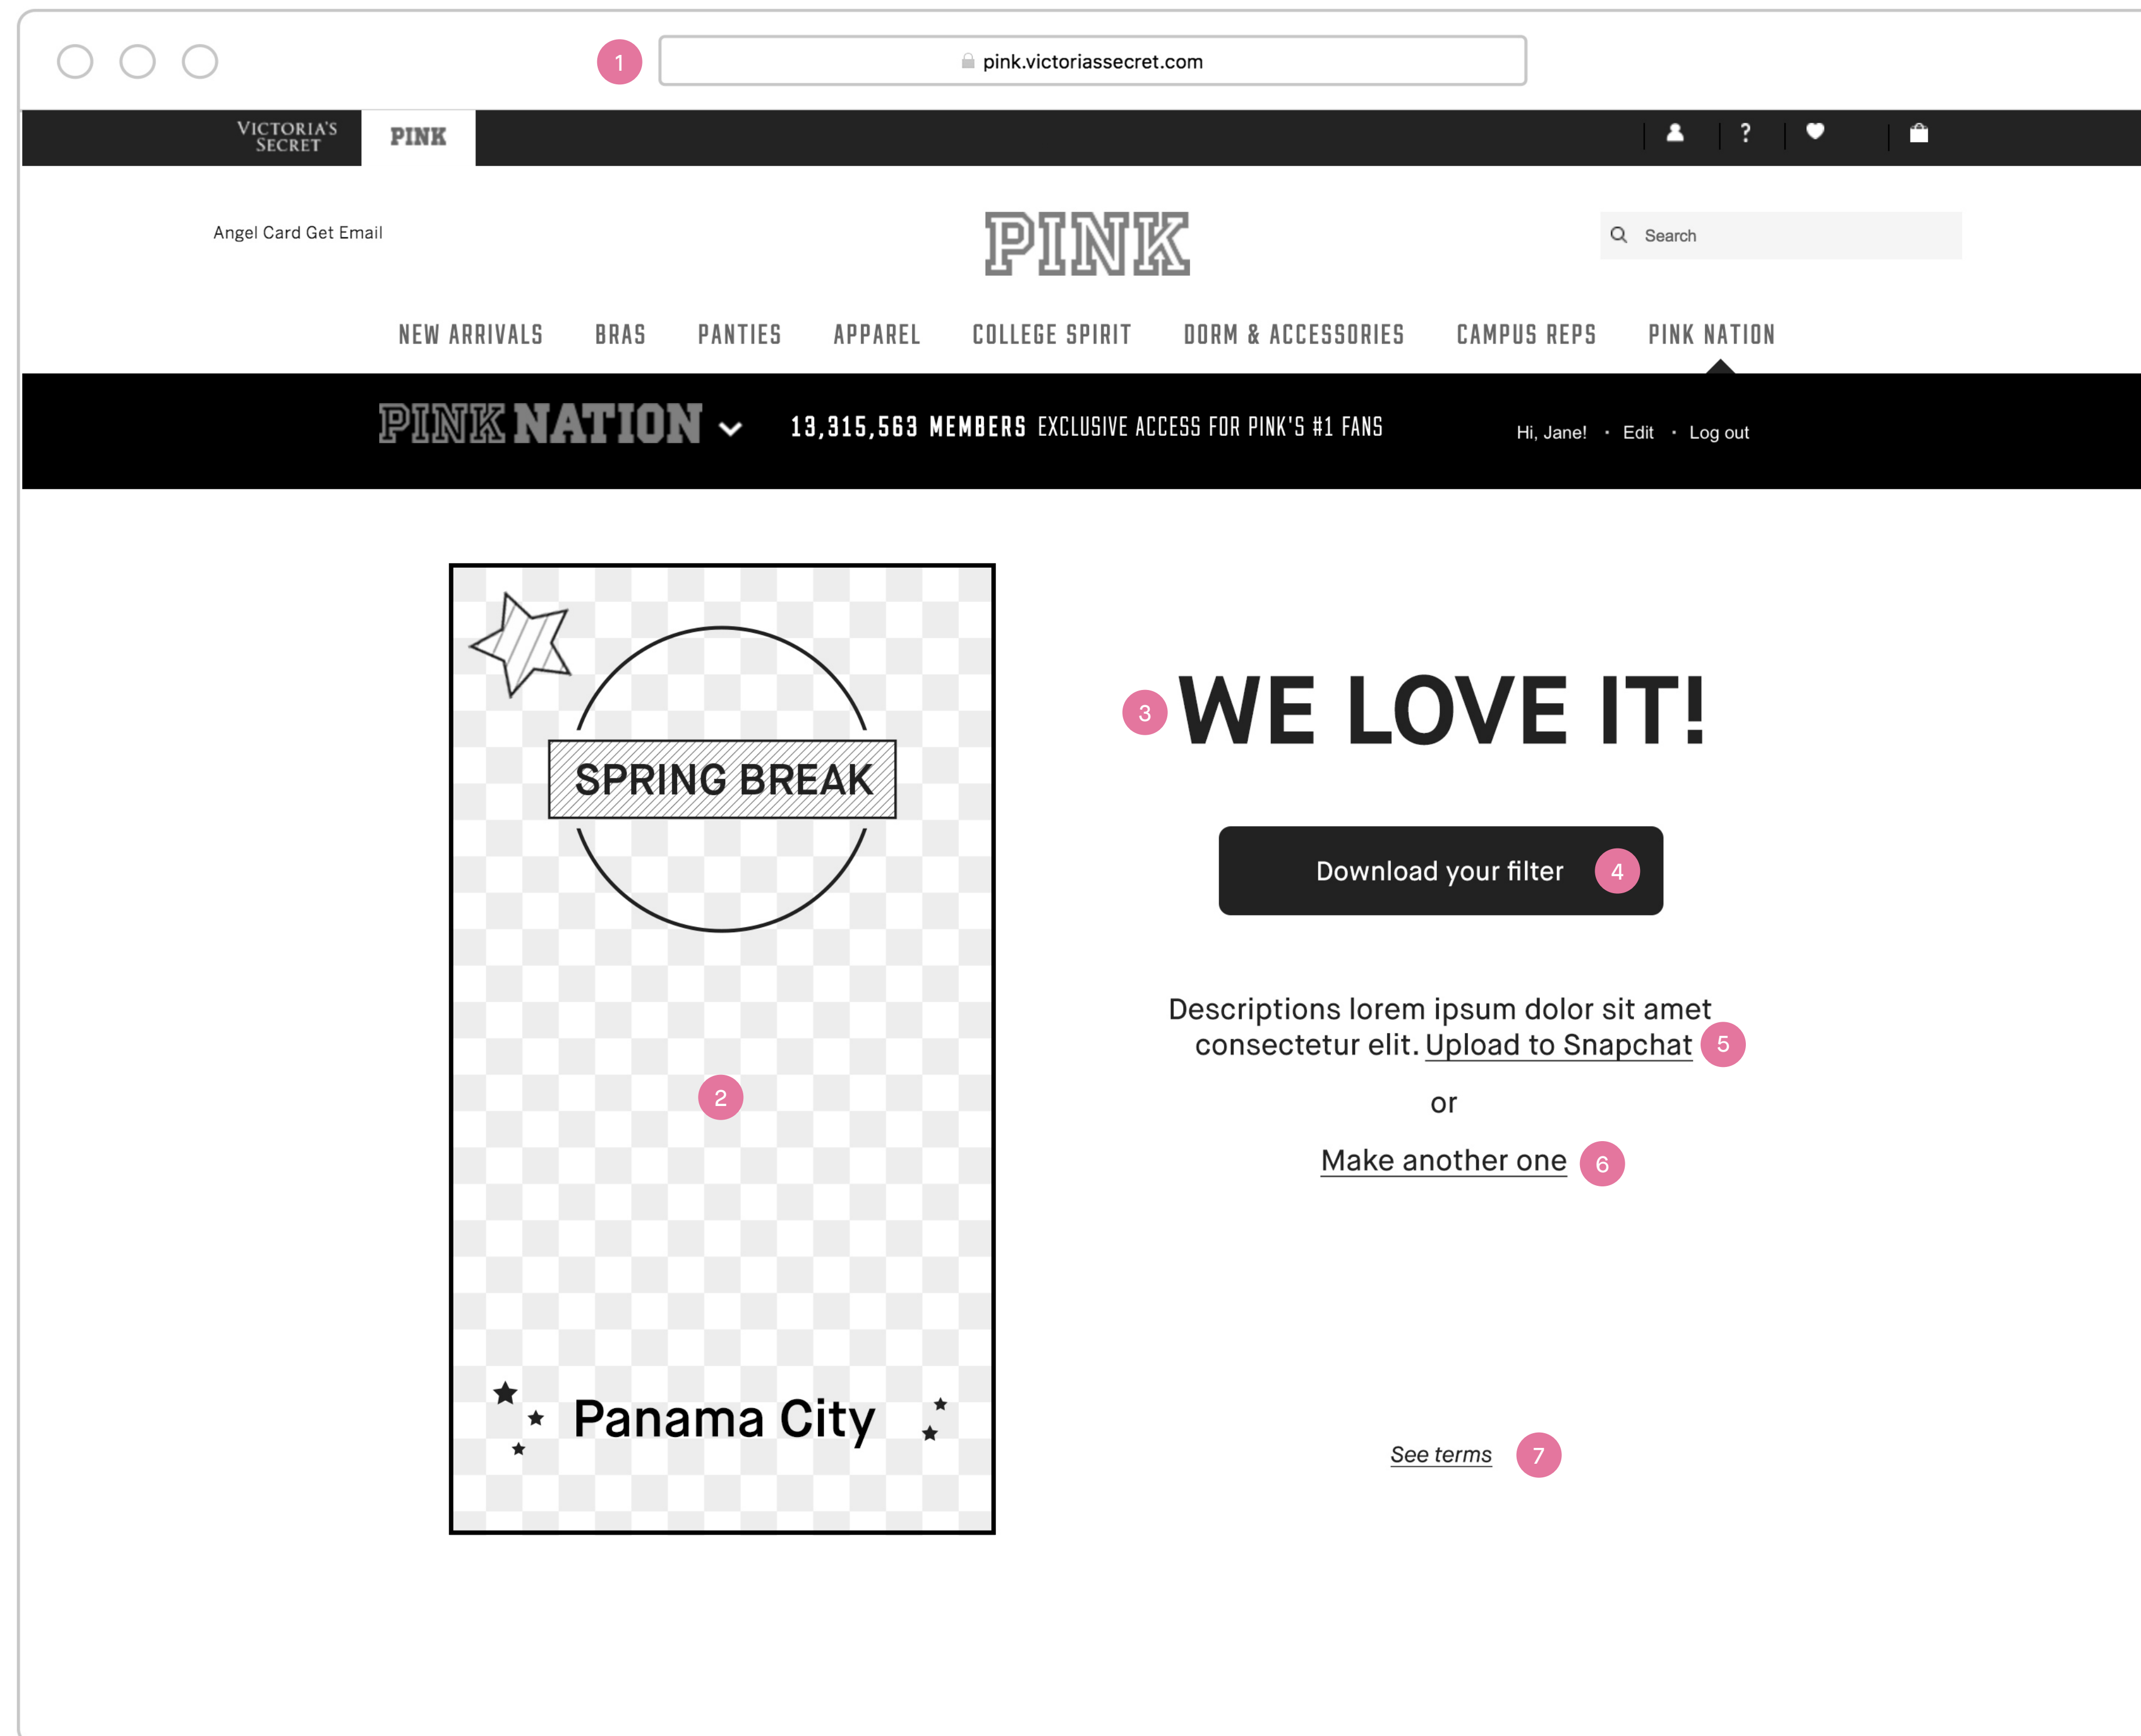 1
pink.victoriassecret.com
VICTORIA'S
SECRET
PINK
?
Angel Card Get Email
PINK
Search
NEW ARRIVALS BRAS PANTIES APPAREL COLLEGE SPIRIT DORM & ACCESSORIES CAMPUS REPS PINK NATION
PINK NATION 13,315,563 MEMBERS EXCLUSIVE ACCESS FOR PINK'S #1 FANS Hi, Jane! · Edit · Log out
SPRING BREAK
2
Panama City
3 WE LOVE IT!
Download your filter 4
Descriptions lorem ipsum dolor sit amet
consectetur elit. Upload to Snapchat 5
or
Make another one 6
See terms 7